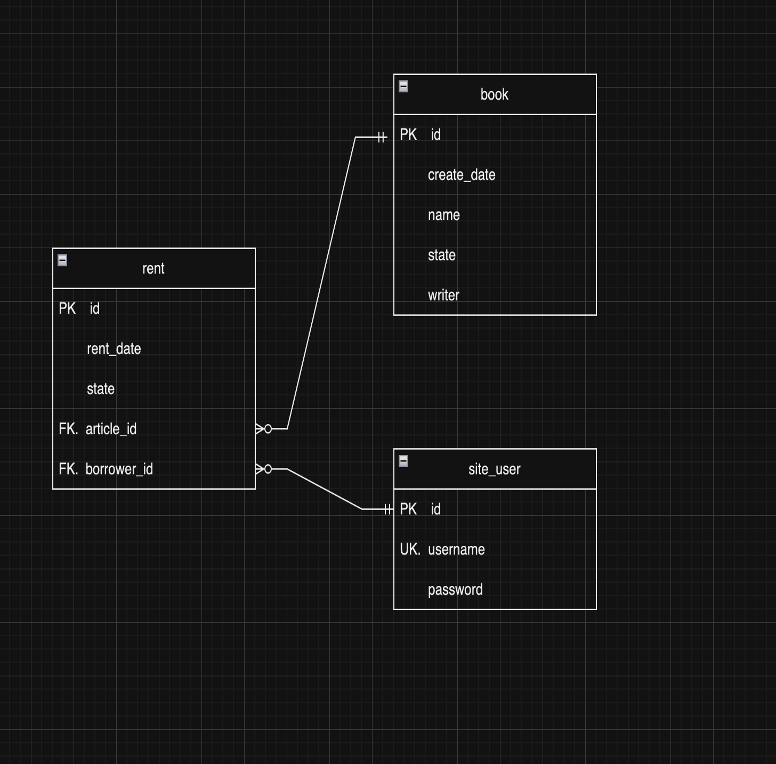 book
PK id
create_date
name
state
writer
rent
PK id
rent_date
state
FK. article_id
FK. borrower_id
site_user
PK id
UK. username
password